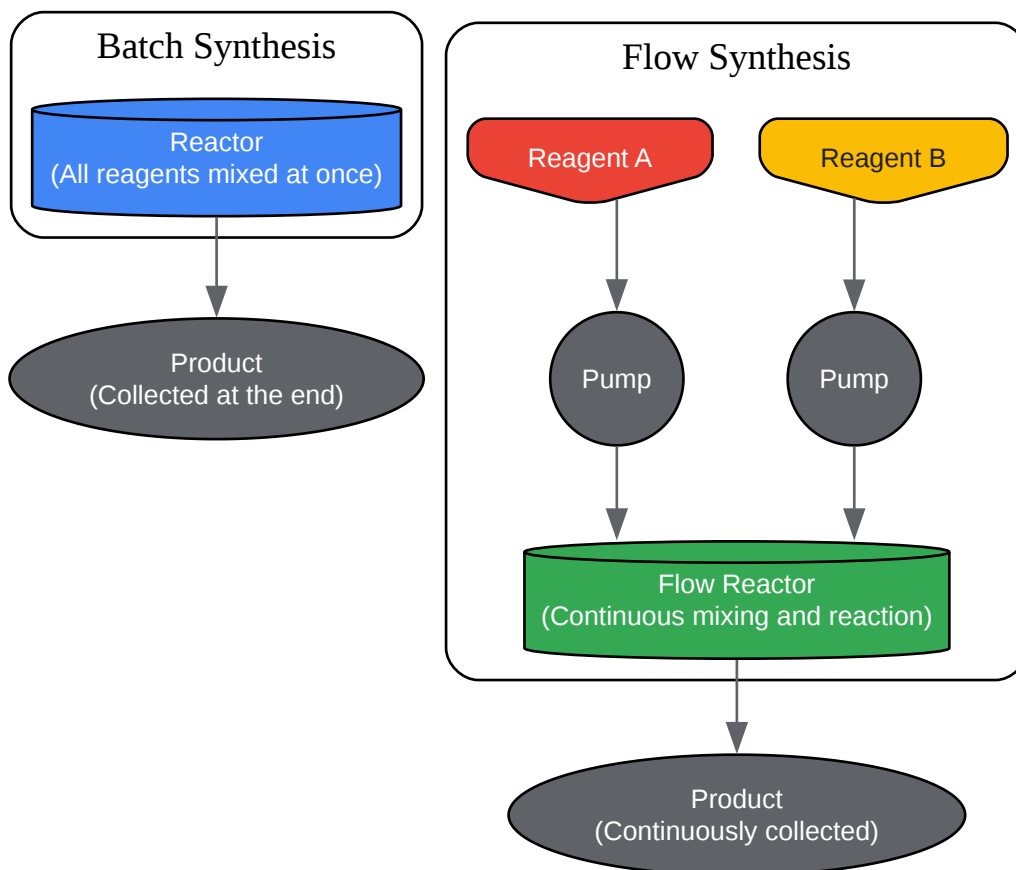 Batch Synthesis
Reactor
(All reagents mixed at once)
Product
(Collected at the end)
Flow Synthesis
Reagent A
Reagent B
Pump
Pump
Flow Reactor
(Continuous mixing and reaction)
Product
(Continuously collected)